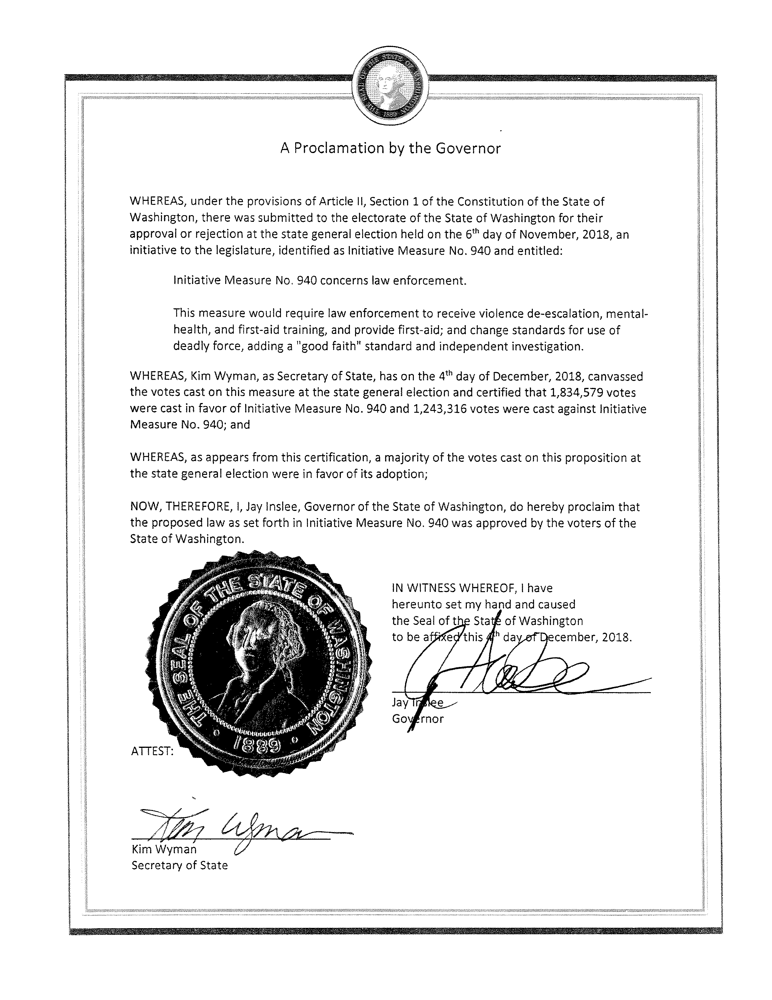 THE SEAL OF THE STATE OF WASHINGTON
1889
A Proclamation by the Governor
WHEREAS, under the provisions of Article II, Section 1 of the Constitution of the State of
Washington, there was submitted to the electorate of the State of Washington for their
approval or rejection at the state general election held on the 6th day of November, 2018, an
initiative to the legislature, identified as Initiative Measure No. 940 and entitled:
Initiative Measure No. 940 concerns law enforcement.
This measure would require law enforcement to receive violence de-escalation, mental-
health, and first-aid training, and provide first-aid; and change standards for use of
deadly force, adding a "good faith" standard and independent investigation.
WHEREAS, Kim Wyman, as Secretary of State, has on the 4th day of December, 2018, canvassed
the votes cast on this measure at the state general election and certified that 1,834,579 votes
were cast in favor of Initiative Measure No. 940 and 1,243,316 votes were cast against Initiative
Measure No. 940; and
WHEREAS, as appears from this certification, a majority of the votes cast on this proposition at
the state general election were in favor of its adoption;
NOW, THEREFORE, I, Jay Inslee, Governor of the State of Washington, do hereby proclaim that
the proposed law as set forth in Initiative Measure No. 940 was approved by the voters of the
State of Washington.
THE SEAL OF THE STATE OF WASHINGTON
1889
IN WITNESS WHEREOF, I have
hereunto set my hand and caused
the Seal of the State of Washington
to be affixed this 4th day of December, 2018.
Jay Inslee
Governor
ATTEST:
Kim Wyman
Kim Wyman
Secretary of State